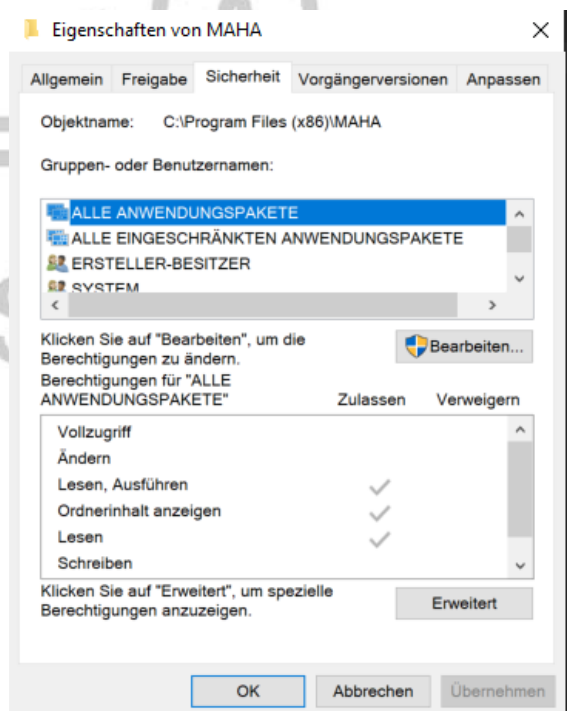 Eigenschaften von MAHA
Allgemein Freigabe Sicherheit Vorgängerversionen Anpassen
Objektname: C:\Program Files (x86)\MAHA
Gruppen- oder Benutzernamen:
ALLE ANWENDUNGSPAKETE
ALLE EINGESCHRÄNKTEN ANWENDUNGSPAKETE
ERSTELLER-BESITZER
SYSTEM
Klicken Sie auf "Bearbeiten", um die
Berechtigungen zu ändern.
Bearbeiten...
Berechtigungen für "ALLE
ANWENDUNGSPAKETE" Zulassen Verweigern
Vollzugriff
Ändern
Lesen, Ausführen
Ordnerinhalt anzeigen
Lesen
Schreiben
Klicken Sie auf "Erweitert", um spezielle
Berechtigungen anzuzeigen.
Erweitert
OK Abbrechen Übernehmen